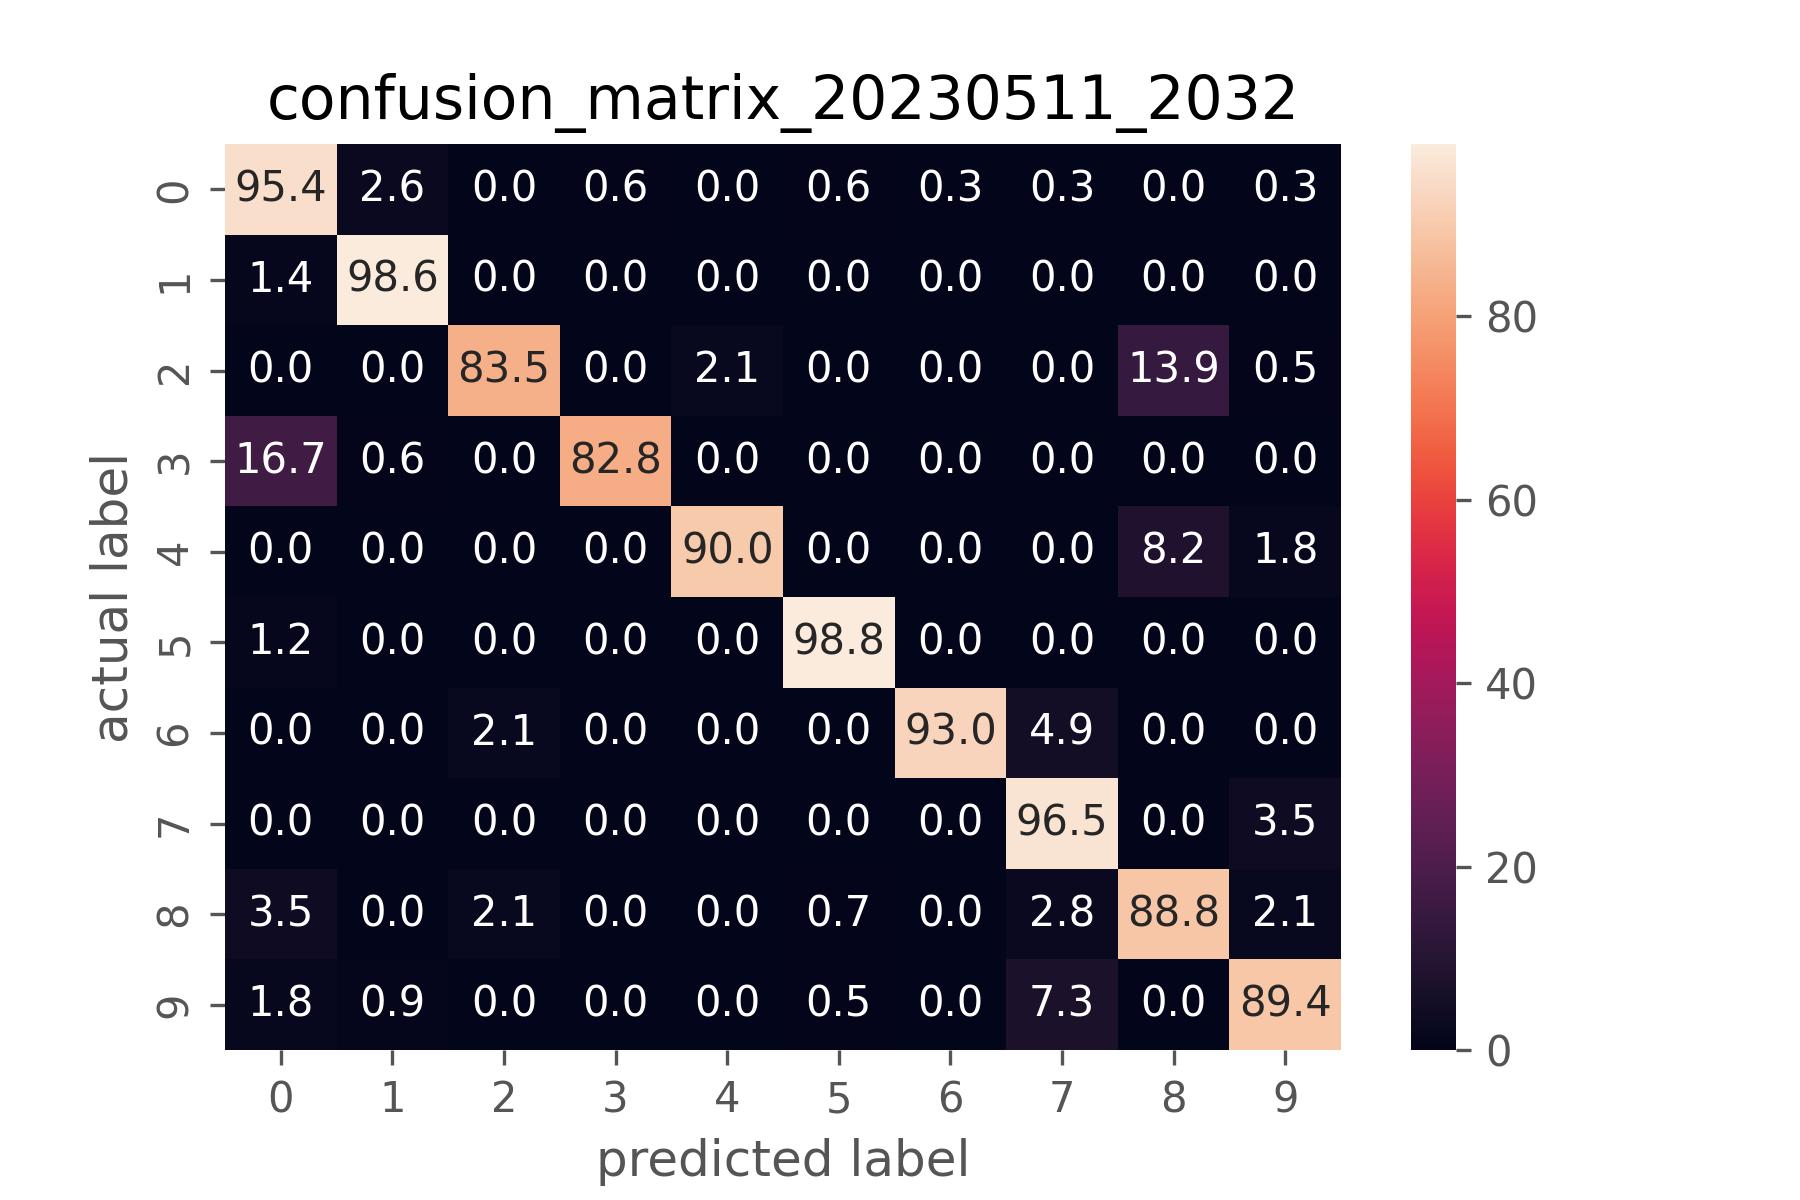 confusion_matrix_20230511_2032
0 95.4 2.6 0.0 0.6 0.0 0.6 0.3 0.3 0.0 0.3
1 1.4 98.6 0.0 0.0 0.0 0.0 0.0 0.0 0.0 0.0
2 0.0 0.0 83.5 0.0 2.1 0.0 0.0 0.0 13.9 0.5
3 16.7 0.6 0.0 82.8 0.0 0.0 0.0 0.0 0.0 0.0
4 0.0 0.0 0.0 0.0 90.0 0.0 0.0 0.0 8.2 1.8
5 1.2 0.0 0.0 0.0 0.0 98.8 0.0 0.0 0.0 0.0
6 0.0 0.0 2.1 0.0 0.0 0.0 93.0 4.9 0.0 0.0
7 0.0 0.0 0.0 0.0 0.0 0.0 0.0 96.5 0.0 3.5
8 3.5 0.0 2.1 0.0 0.0 0.7 0.0 2.8 88.8 2.1
9 1.8 0.9 0.0 0.0 0.0 0.5 0.0 7.3 0.0 89.4
0 1 2 3 4 5 6 7 8 9
predicted label
actual label
80
60
40
20
0